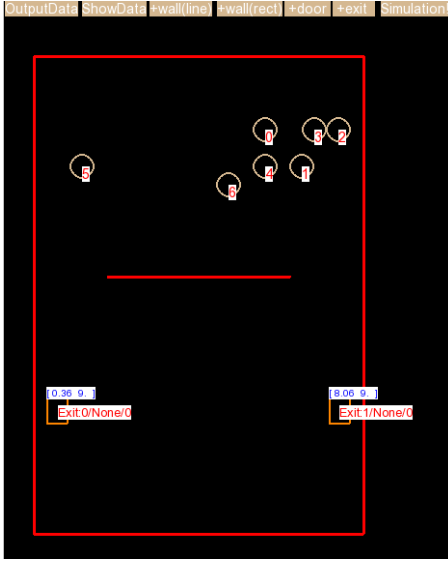 OutputData ShowData +wall(line) +wall(rect) +door +exit Simulation!
0
3
2
5
4
1
6
[0.36 9. ]
[8.06 9. ]
Exit:0/None/0
Exit:1/None/0